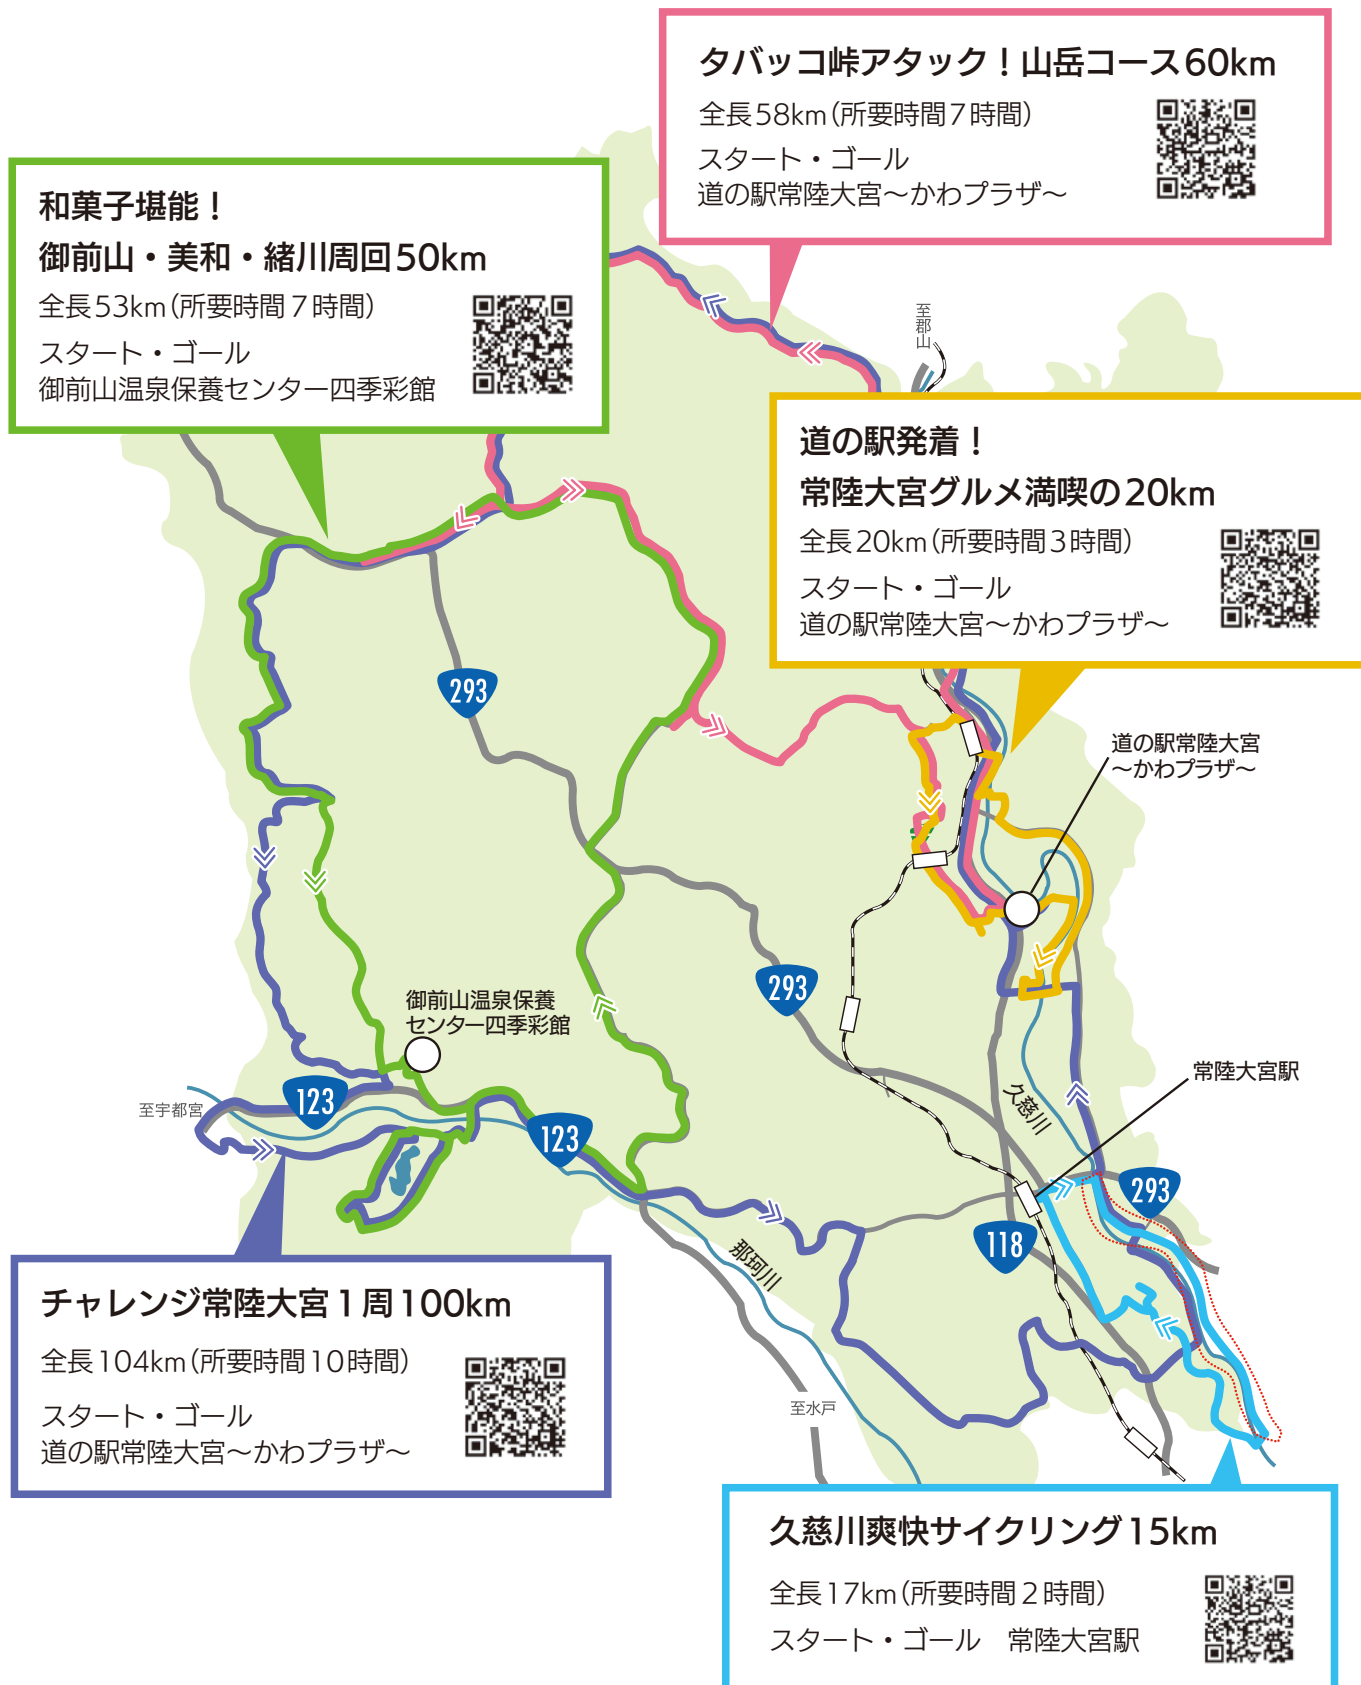 タバッコ峠アタック！山岳コース60km
全長58km（所要時間7時間）
スタート・ゴール
道の駅常陸大宮～かわプラザ～
和菓子堪能！
御前山・美和・緒川周回50km
全長53km（所要時間7時間）
スタート・ゴール
御前山温泉保養センター四季彩館
至郡山
道の駅発着！
常陸大宮グルメ満喫の20km
全長20km（所要時間3時間）
スタート・ゴール
道の駅常陸大宮～かわプラザ～
293
道の駅常陸大宮
～かわプラザ～
293
御前山温泉保養
センター四季彩館
常陸大宮駅
久慈川
至宇都宮
123
123
293
118
那珂川
チャレンジ常陸大宮1周100km
全長104km（所要時間10時間）
スタート・ゴール
道の駅常陸大宮～かわプラザ～
至水戸
久慈川爽快サイクリング15km
全長17km（所要時間2時間）
スタート・ゴール　常陸大宮駅